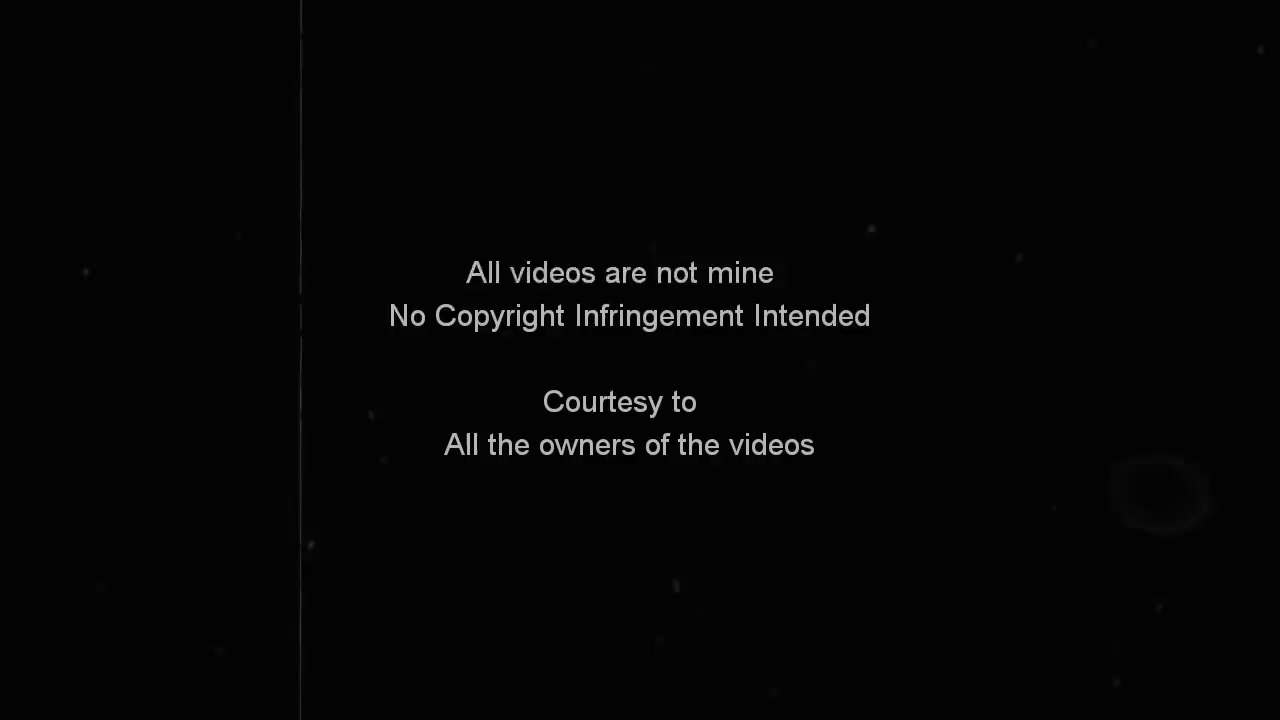 All videos are not mine
No Copyright Infringement Intended
Courtesy to
All the owners of the videos